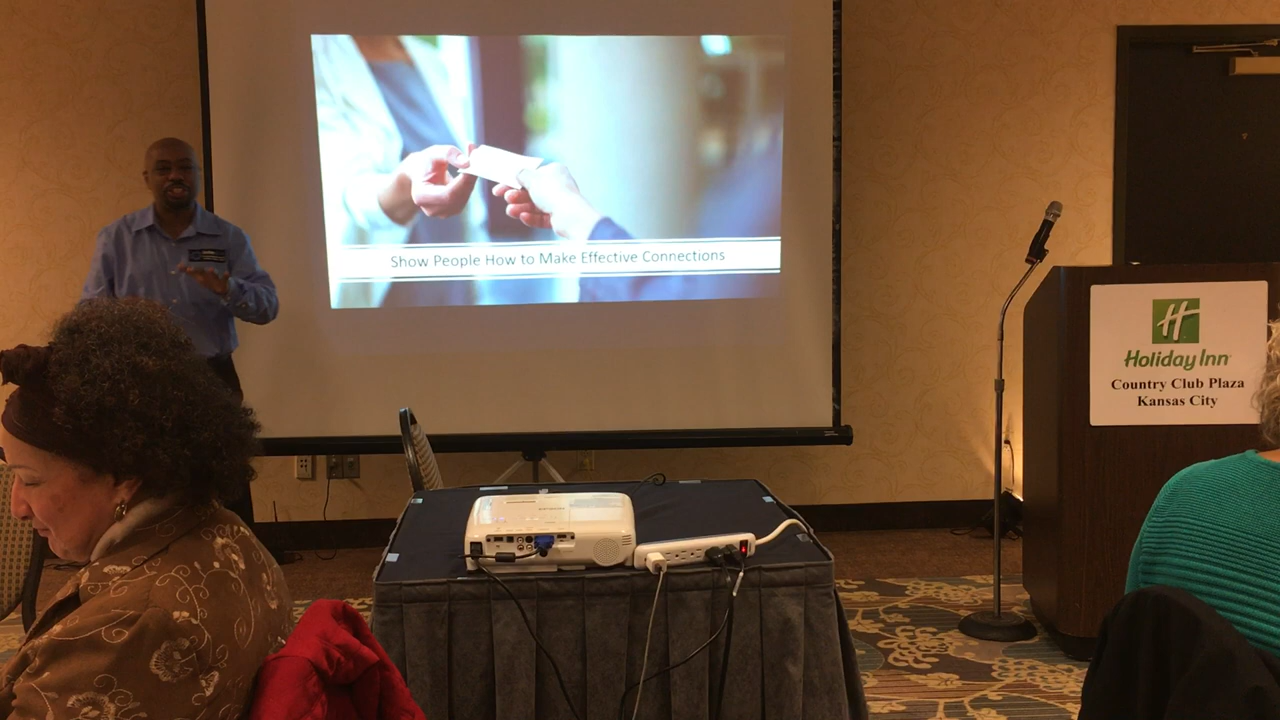 Show People How to Make Effective Connections
H
Holiday Inn
Country Club Plaza
Kansas City